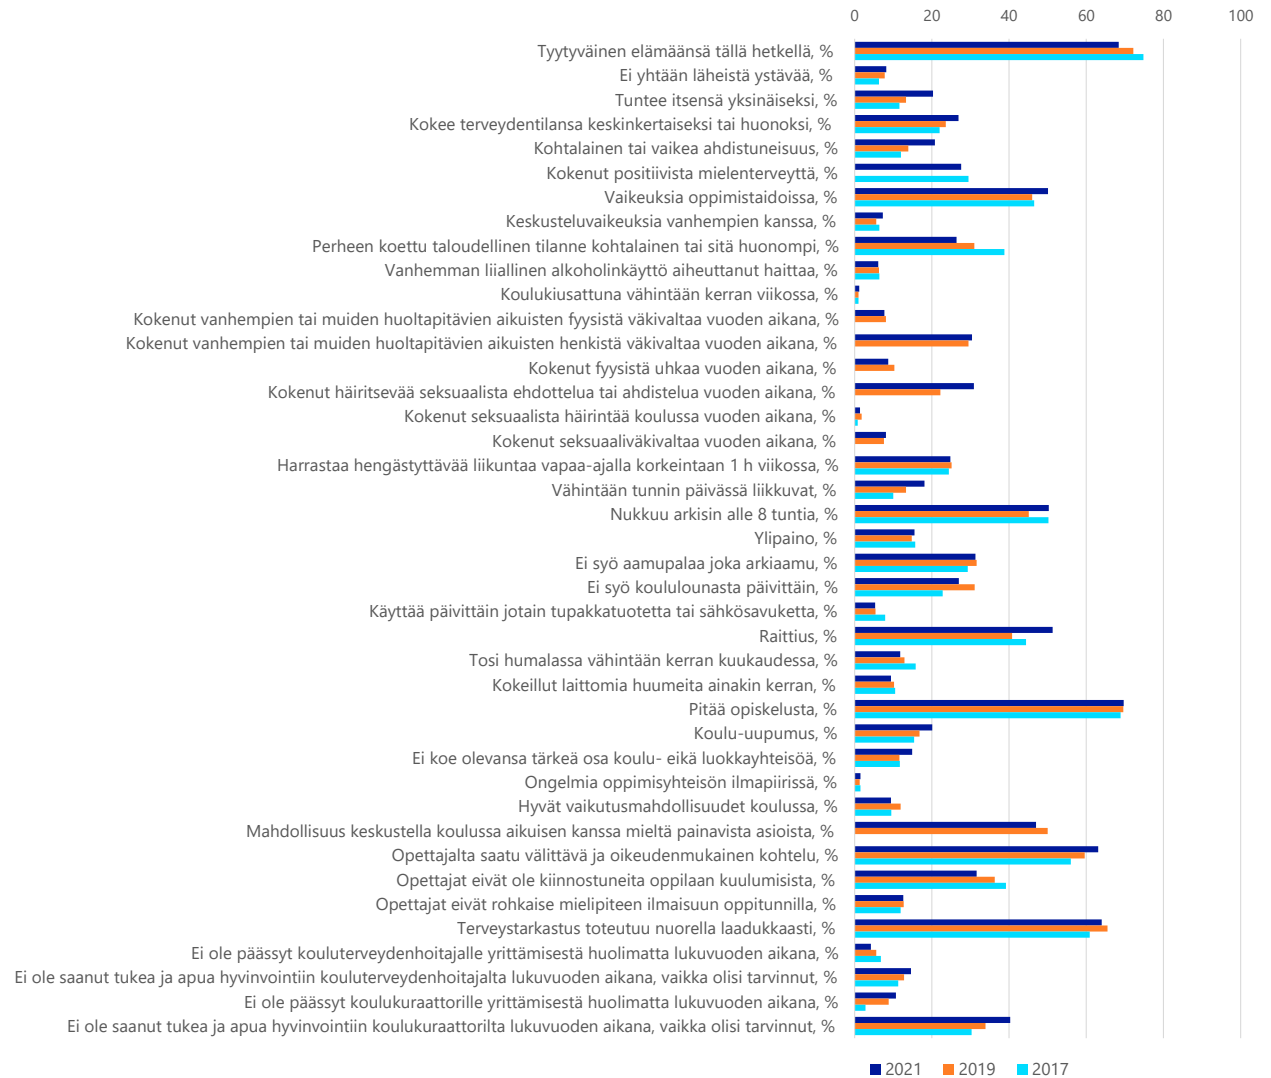 0 20 40 60 80 100
Tyytyväinen elämäänsä tällä hetkellä, %
Ei yhtään läheistä ystävää, %
Tuntee itsensä yksinäiseksi, %
Kokee terveydentilansa keskinkertaiseksi tai huonoksi, %
Kohtalainen tai vaikea ahdistuneisuus, %
Kokenut positiivista mielenterveyttä, %
Vaikeuksia oppimistaidoissa, %
Keskusteluvaikeuksia vanhempien kanssa, %
Perheen koettu taloudellinen tilanne kohtalainen tai sitä huonompi, %
Vanhemman liiallinen alkoholinkäyttö aiheuttanut haittaa, %
Koulukiusattuna vähintään kerran viikossa, %
Kokenut vanhempien tai muiden huoltapitävien aikuisten fyysistä väkivaltaa vuoden aikana, %
Kokenut vanhempien tai muiden huoltapitävien aikuisten henkistä väkivaltaa vuoden aikana, %
Kokenut fyysistä uhkaa vuoden aikana, %
Kokenut häiritsevää seksuaalista ehdottelua tai ahdistelua vuoden aikana, %
Kokenut seksuaalista häirintää koulussa vuoden aikana, %
Kokenut seksuaaliväkivaltaa vuoden aikana, %
Harrastaa hengästyttävää liikuntaa vapaa-ajalla korkeintaan 1 h viikossa, %
Vähintään tunnin päivässä liikkuvat, %
Nukkuu arkisin alle 8 tuntia, %
Ylipaino, %
Ei syö aamupalaa joka arkiaamu, %
Ei syö koululounasta päivittäin, %
Käyttää päivittäin jotain tupakkatuotetta tai sähkösavuketta, %
Raittius, %
Tosi humalassa vähintään kerran kuukaudessa, %
Kokeillut laittomia huumeita ainakin kerran, %
Pitää opiskelusta, %
Koulu-uupumus, %
Ei koe olevansa tärkeä osa koulu- eikä luokkayhteisöä, %
Ongelmia oppimisyhteisön ilmapiirissä, %
Hyvät vaikutusmahdollisuudet koulussa, %
Mahdollisuus keskustella koulussa aikuisen kanssa mieltä painavista asioista, %
Opettajalta saatu välittävä ja oikeudenmukainen kohtelu, %
Opettajat eivät ole kiinnostuneita oppilaan kuulumisista, %
Opettajat eivät rohkaise mielipiteen ilmaisuun oppitunnilla, %
Terveystarkastus toteutuu nuorella laadukkaasti, %
Ei ole päässyt kouluterveydenhoitajalle yrittämisestä huolimatta lukuvuoden aikana, %
Ei ole saanut tukea ja apua hyvinvointiin kouluterveydenhoitajalta lukuvuoden aikana, vaikka olisi tarvinnut, %
Ei ole päässyt koulukuraattorille yrittämisestä huolimatta lukuvuoden aikana, %
Ei ole saanut tukea ja apua hyvinvointiin koulukuraattorilta lukuvuoden aikana, vaikka olisi tarvinnut, %
2021 2019 2017